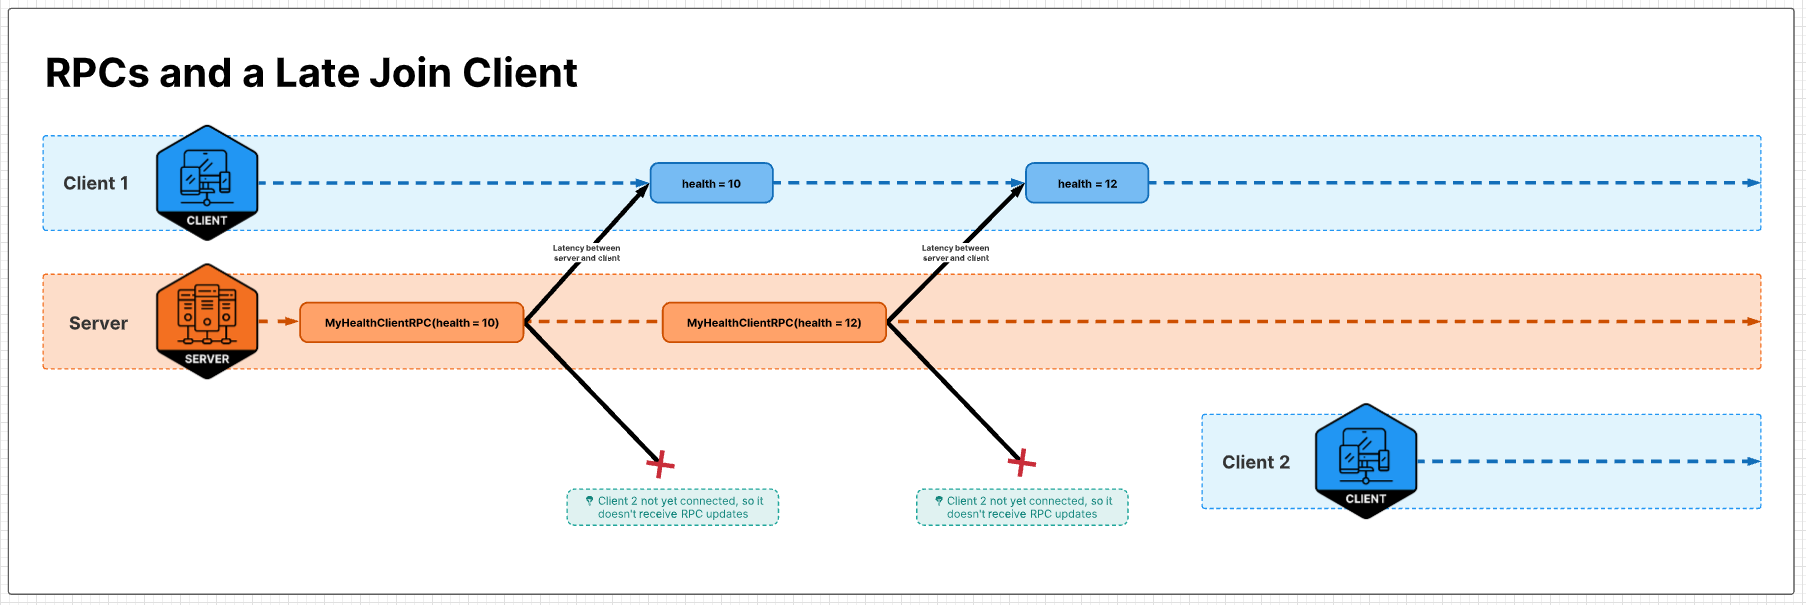 RPCs and a Late Join Client
Client 1
CLIENT
health = 10
health = 12
Latency between
server and client
Latency between
server and client
Server
SERVER
MyHealthClientRPC(health = 10)
MyHealthClientRPC(health = 12)
Client 2
CLIENT
Client 2 not yet connected, so it
doesn't receive RPC updates
Client 2 not yet connected, so it
doesn't receive RPC updates